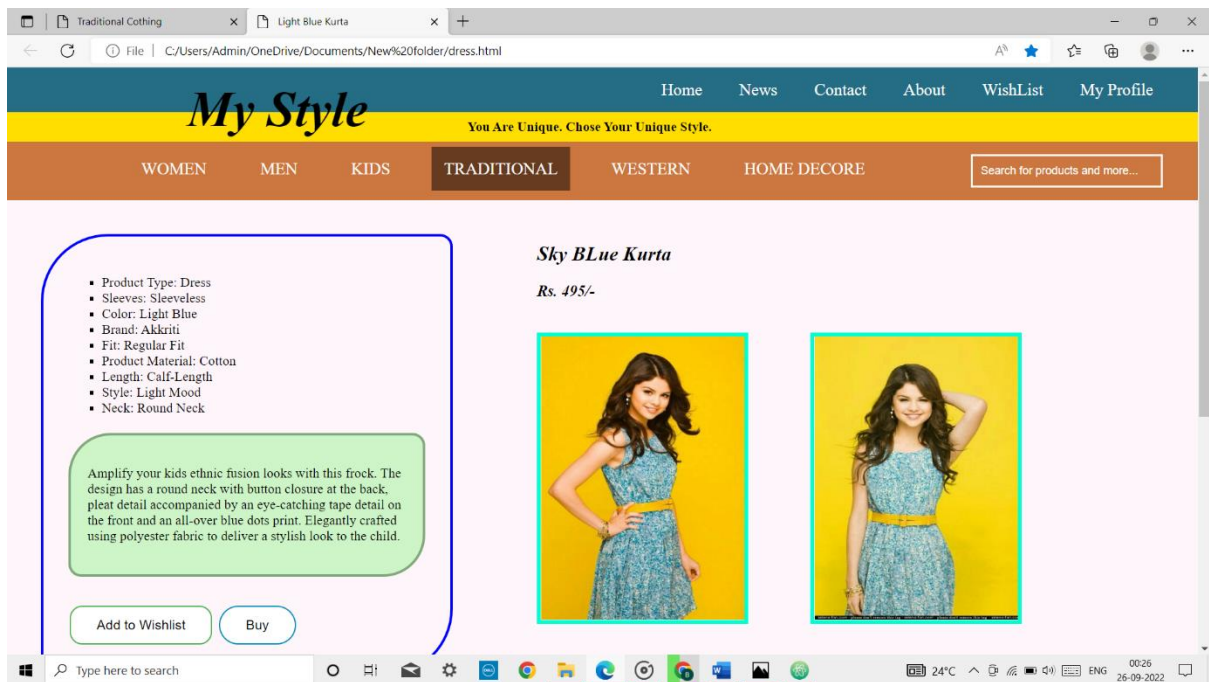 Traditional Cothing
Light Blue Kurta
File | C:/Users/Admin/OneDrive/Documents/New%20folder/dress.html
My Style
Home News Contact About WishList My Profile
You Are Unique. Chose Your Unique Style.
WOMEN MEN KIDS TRADITIONAL WESTERN HOME DECORE
Search for products and more...
Product Type: Dress
Sleeves: Sleeveless
Color: Light Blue
Brand: Akkriti
Fit: Regular Fit
Product Material: Cotton
Length: Calf-Length
Style: Light Mood
Neck: Round Neck
Amplify your kids ethnic fusion looks with this frock. The
design has a round neck with button closure at the back,
pleat detail accompanied by an eye-catching tape detail on
the front and an all-over blue dots print. Elegantly crafted
using polyester fabric to deliver a stylish look to the child.
Add to Wishlist Buy
Sky BLue Kurta
Rs. 495/-
Type here to search
24°C
ENG
00:26
26-09-2022